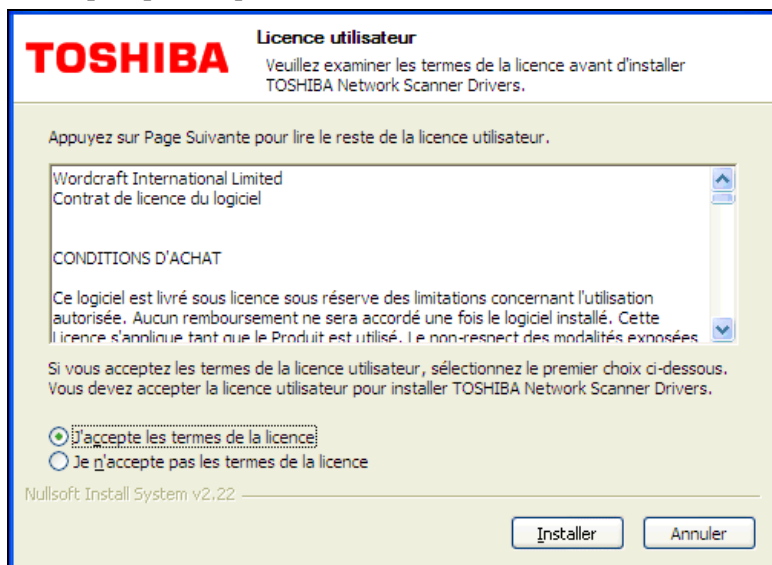 TOSHIBA
Licence utilisateur
Veuillez examiner les termes de la licence avant d'installer
TOSHIBA Network Scanner Drivers.
Appuyez sur Page Suivante pour lire le reste de la licence utilisateur.
Wordcraft International Limited
Contrat de licence du logiciel
CONDITIONS D'ACHAT
Ce logiciel est livré sous licence sous réserve des limitations concernant l'utilisation
autorisée. Aucun remboursement ne sera accordé une fois le logiciel installé. Cette
Licence s'applique tant que le Produit est utilisé. Le non-respect des modalités exposées
Si vous acceptez les termes de la licence utilisateur, sélectionnez le premier choix ci-dessous.
Vous devez accepter la licence utilisateur pour installer TOSHIBA Network Scanner Drivers.
J'accepte les termes de la licence
Je n'accepte pas les termes de la licence
Nullsoft Install System v2.22
Installer
Annuler